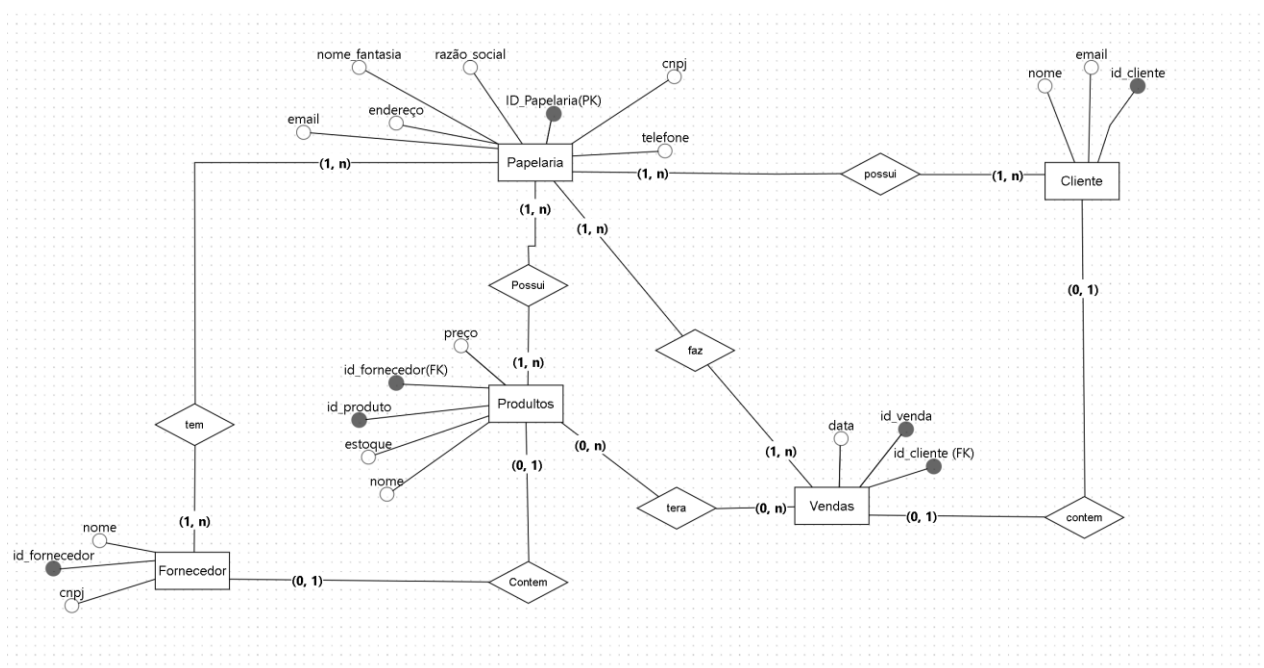 nome_fantasia
razão_social
cnpj
email
nome
id_cliente
ID_Papelaria(PK)
endereço
email
telefone
Papelaria
(1, n)
(1, n)
possui
(1, n)
Cliente
(1, n)
(1, n)
Possui
(0, 1)
preço
(1, n)
faz
id_fornecedor(FK)
id_produto
Produltos
estoque
nome
(0, n)
(0, 1)
(1, n)
data
id_venda
id_cliente (FK)
tem
tera
(0, n)
Vendas
(0, 1)
contem
(1, n)
nome
id_fornecedor
cnpj
Fornecedor
(0, 1)
Contem